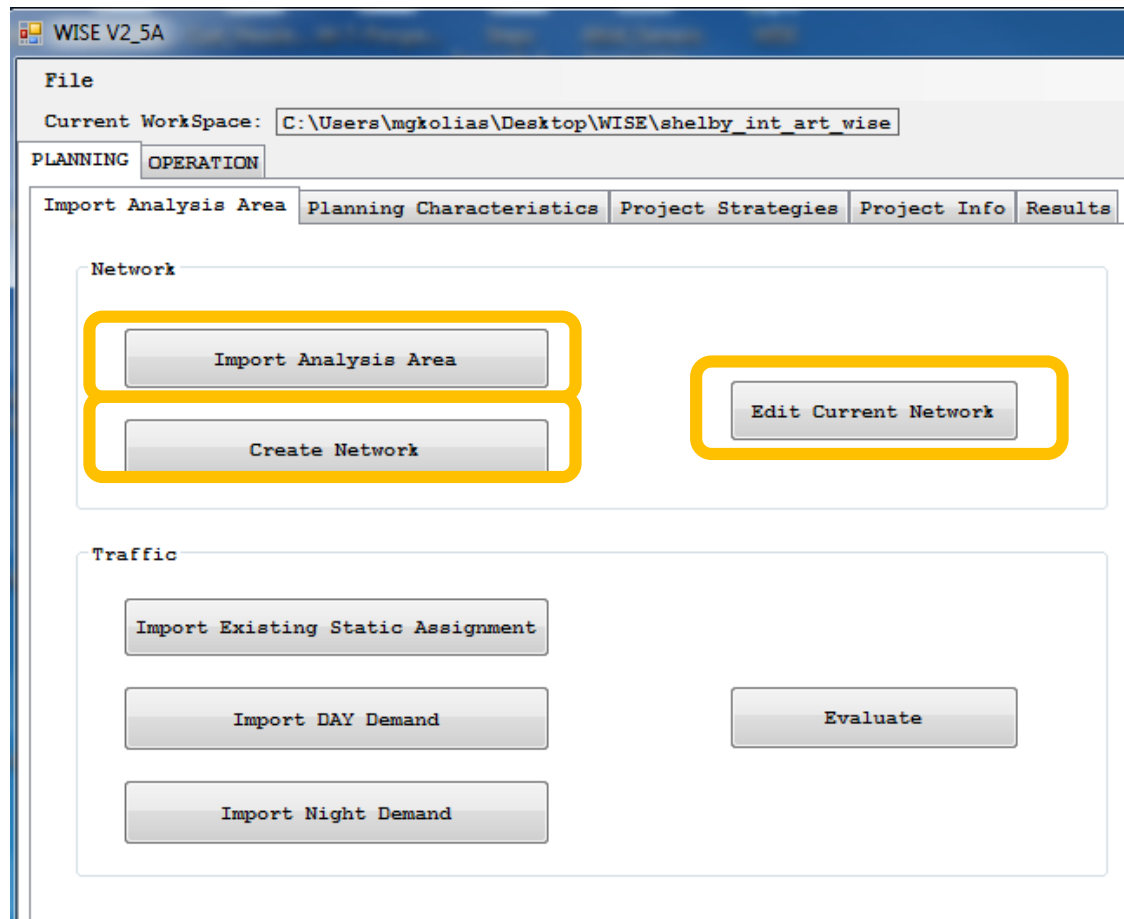 WISE V2_5A
File
Current WorkSpace: C:\Users\mgkolias\Desktop\WISE\shelby_int_art_wise
PLANNING OPERATION
Import Analysis Area Planning Characteristics Project Strategies Project Info Results
Network
Import Analysis Area
Edit Current Network
Create Network
Traffic
Import Existing Static Assignment
Import DAY Demand
Evaluate
Import Night Demand